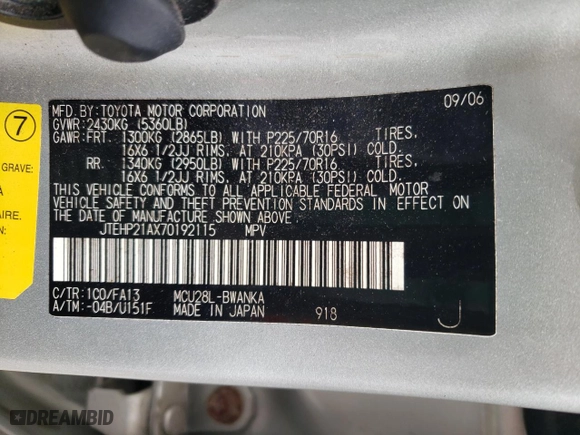 09/06
MFD. BY: TOYOTA MOTOR CORPORATION
GVWR: 2430KG (5360LB)
GAWR: FRT. 1300KG (2865LB) WITH P225/70R16 TIRES,
16X6 1/2JJ RIMS, AT 210KPA (30PSI) COLD.
RR. 1340KG (2950LB) WITH P225/70R16 TIRES,
16X6 1/2JJ RIMS, AT 210KPA (30PSI) COLD.
THIS VEHICLE CONFORMS TO ALL APPLICABLE FEDERAL MOTOR
VEHICLE SAFETY AND THEFT PREVENTION STANDARDS IN EFFECT ON
THE DATE OF MANUFACTURE SHOWN ABOVE.
JTEHP21AX70192115 MPV
C/TR: 1C0/FA13 MCU28L-BWANKA
A/TM: -04B/U151F MADE IN JAPAN 918 J
7
GRAVE:
A
AIRE.
N:
DREAMBID